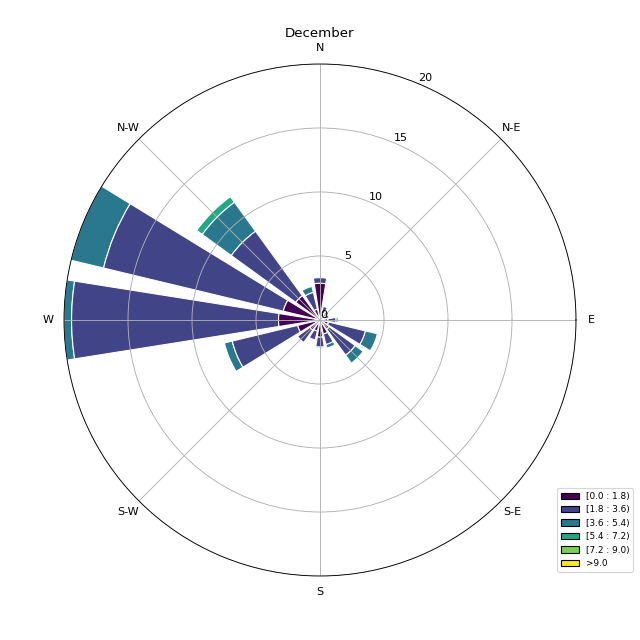 December
N
20
N-W
N-E
15
10
5
0
W
E
S-W
S-E
S
[0.0 : 1.8)
[1.8 : 3.6)
[3.6 : 5.4)
[5.4 : 7.2)
[7.2 : 9.0)
>9.0